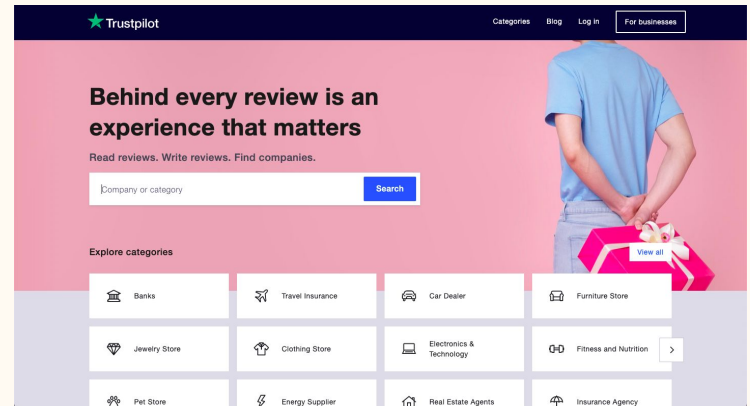 Trustpilot
Categories Blog Log in For businesses
Behind every review is an
experience that matters
Read reviews. Write reviews. Find companies.
Company or category Search
Explore categories View all
Banks Travel Insurance Car Dealer Furniture Store
Jewelry Store Clothing Store Electronics &
Technology Fitness and Nutrition
Pet Store Energy Supplier Real Estate Agents Insurance Agency